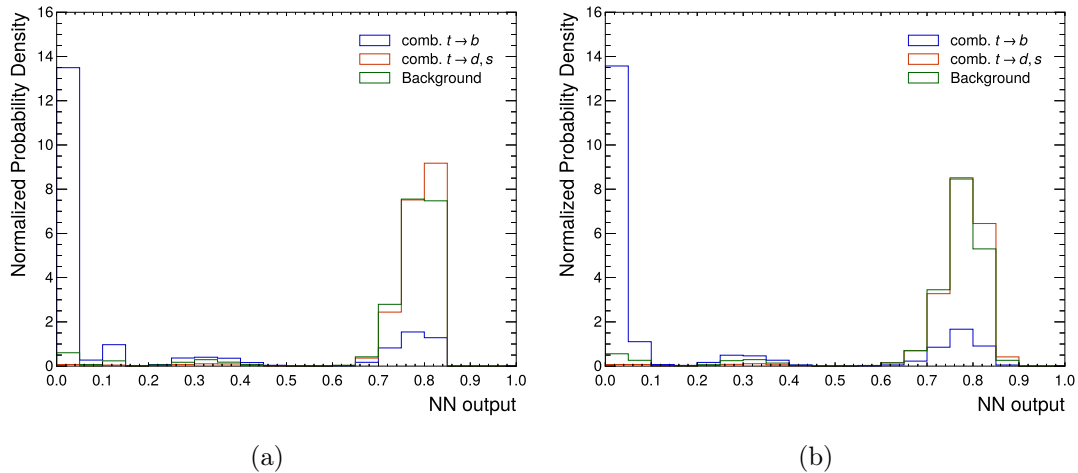 Normalized Probability Density
16
14
12
10
8
6
4
2
0
comb. t→b
comb. t→d, s
Background
0.0 0.1 0.2 0.3 0.4 0.5 0.6 0.7 0.8 0.9 1.0
NN output
(a)
Normalized Probability Density
16
14
12
10
8
6
4
2
0
comb. t→b
comb. t→d, s
Background
0.0 0.1 0.2 0.3 0.4 0.5 0.6 0.7 0.8 0.9 1.0
NN output
(b)